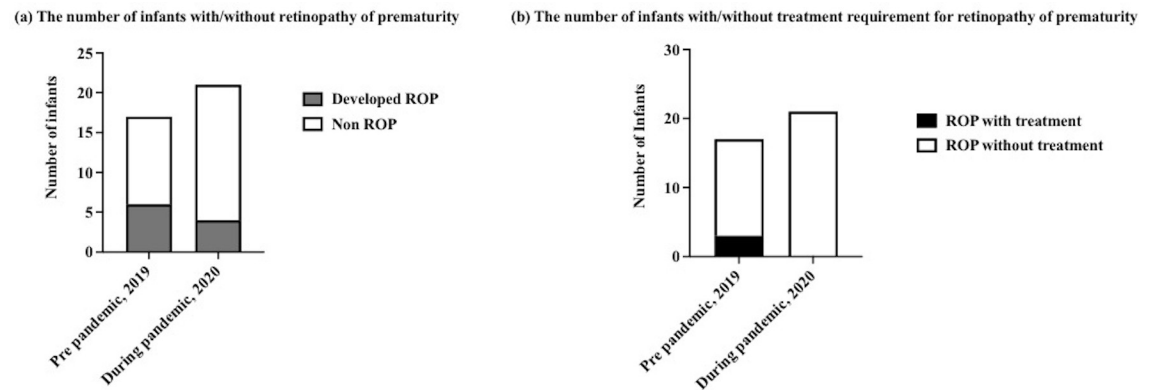 (a) The number of infants with/without retinopathy of prematurity
Number of infants
25
20
15
10
5
0
Pre pandemic, 2019
During pandemic, 2020
Developed ROP
Non ROP
(b) The number of infants with/without treatment requirement for retinopathy of prematurity
Number of Infants
30
20
10
0
Pre pandemic, 2019
During pandemic, 2020
ROP with treatment
ROP without treatment